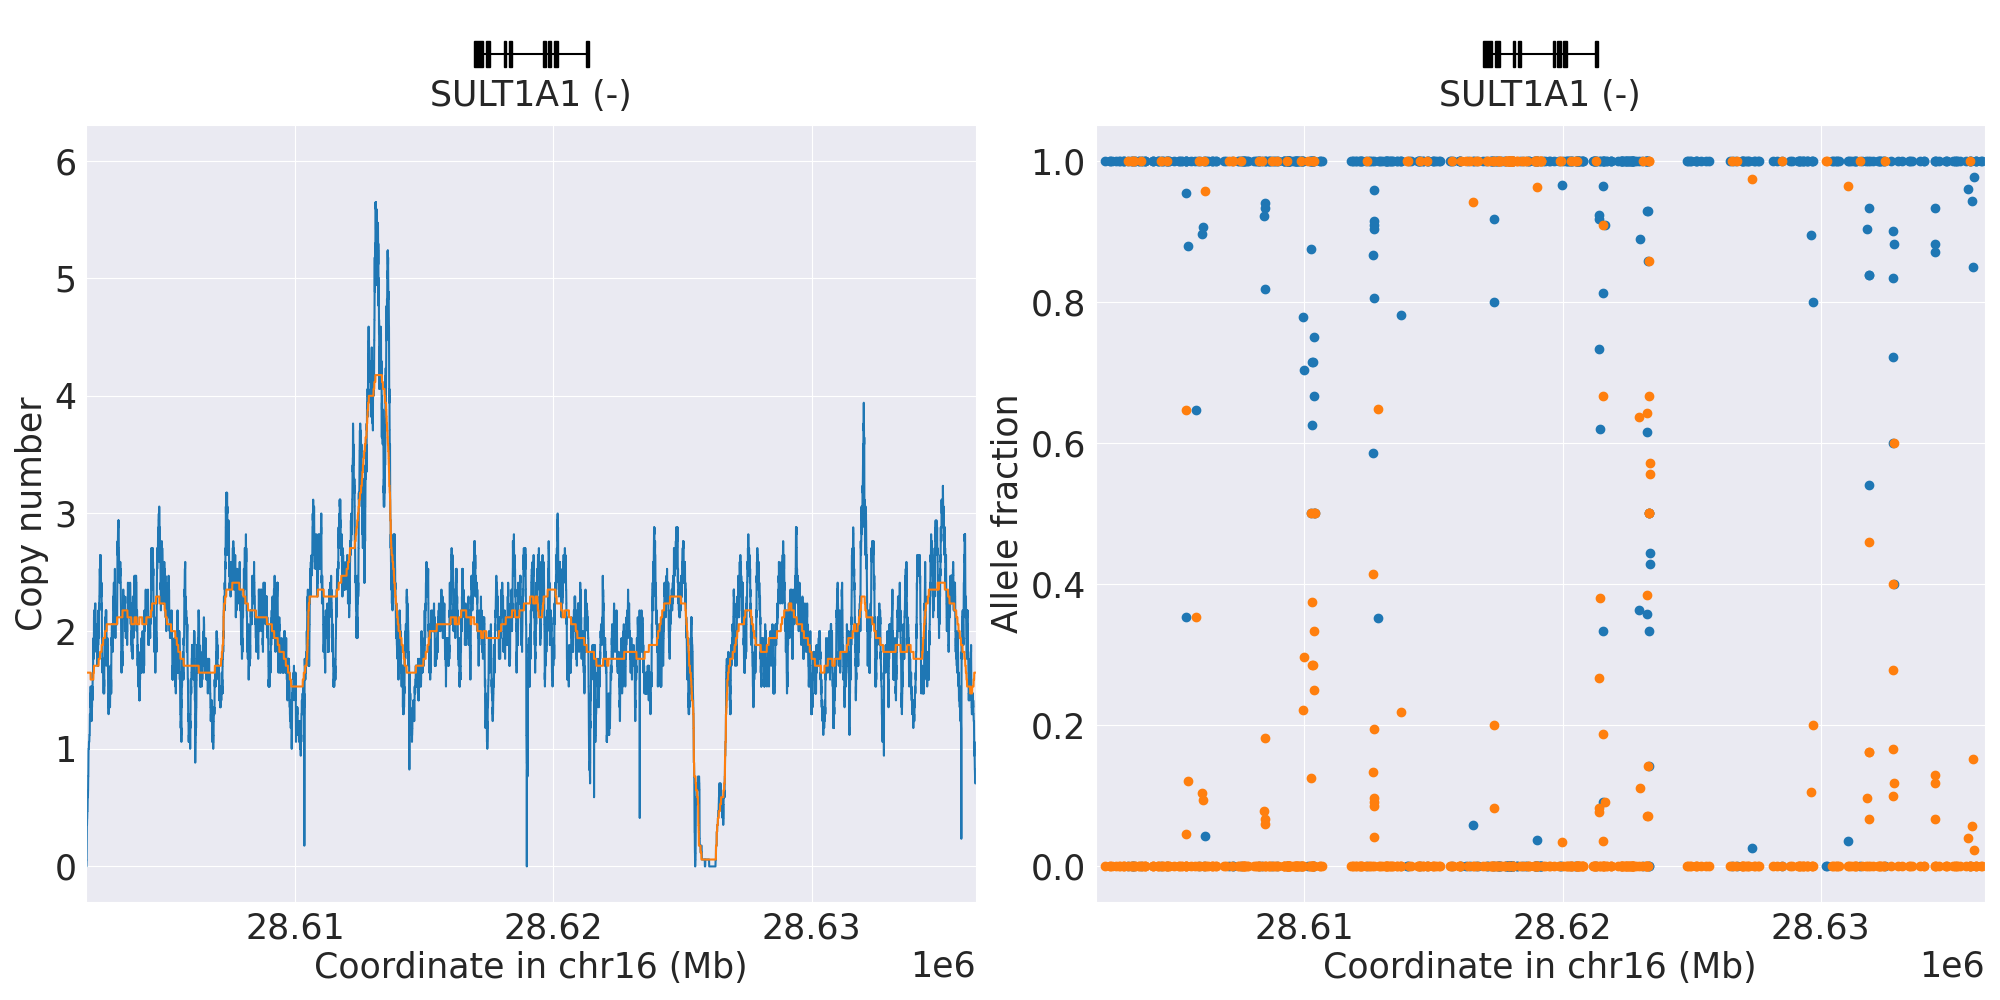 SULT1A1 (-)
6
5
4
3
2
1
0
Copy number
28.61
28.62
28.63
Coordinate in chr16 (Mb)
1e6
SULT1A1 (-)
1.0
0.8
0.6
0.4
0.2
0.0
Allele fraction
28.61
28.62
28.63
Coordinate in chr16 (Mb)
1e6